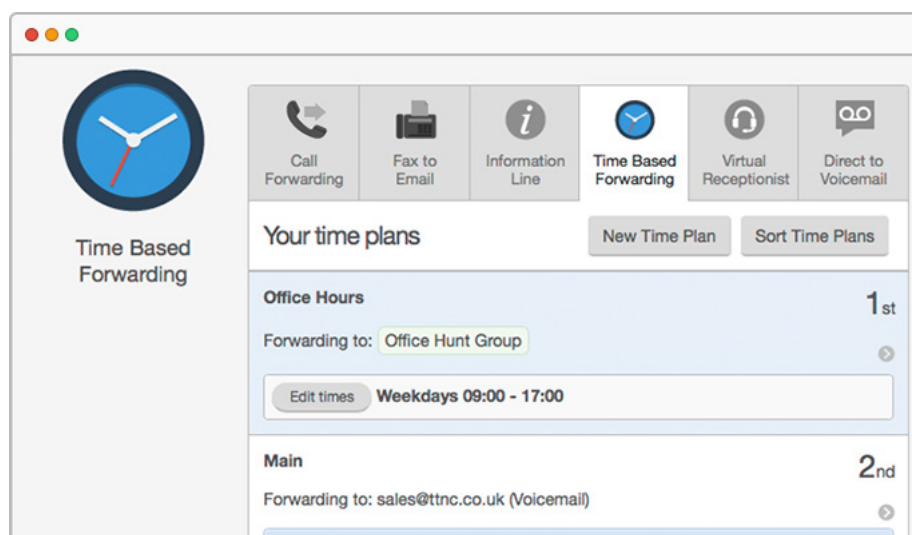 Time Based
Forwarding
Call
Forwarding
Fax to
Email
Information
Line
Time Based
Forwarding
Virtual
Receptionist
Direct to
Voicemail
Your time plans
New Time Plan
Sort Time Plans
Office Hours
1st
Forwarding to: Office Hunt Group
Edit times Weekdays 09:00 - 17:00
Main
2nd
Forwarding to: sales@ttnc.co.uk (Voicemail)